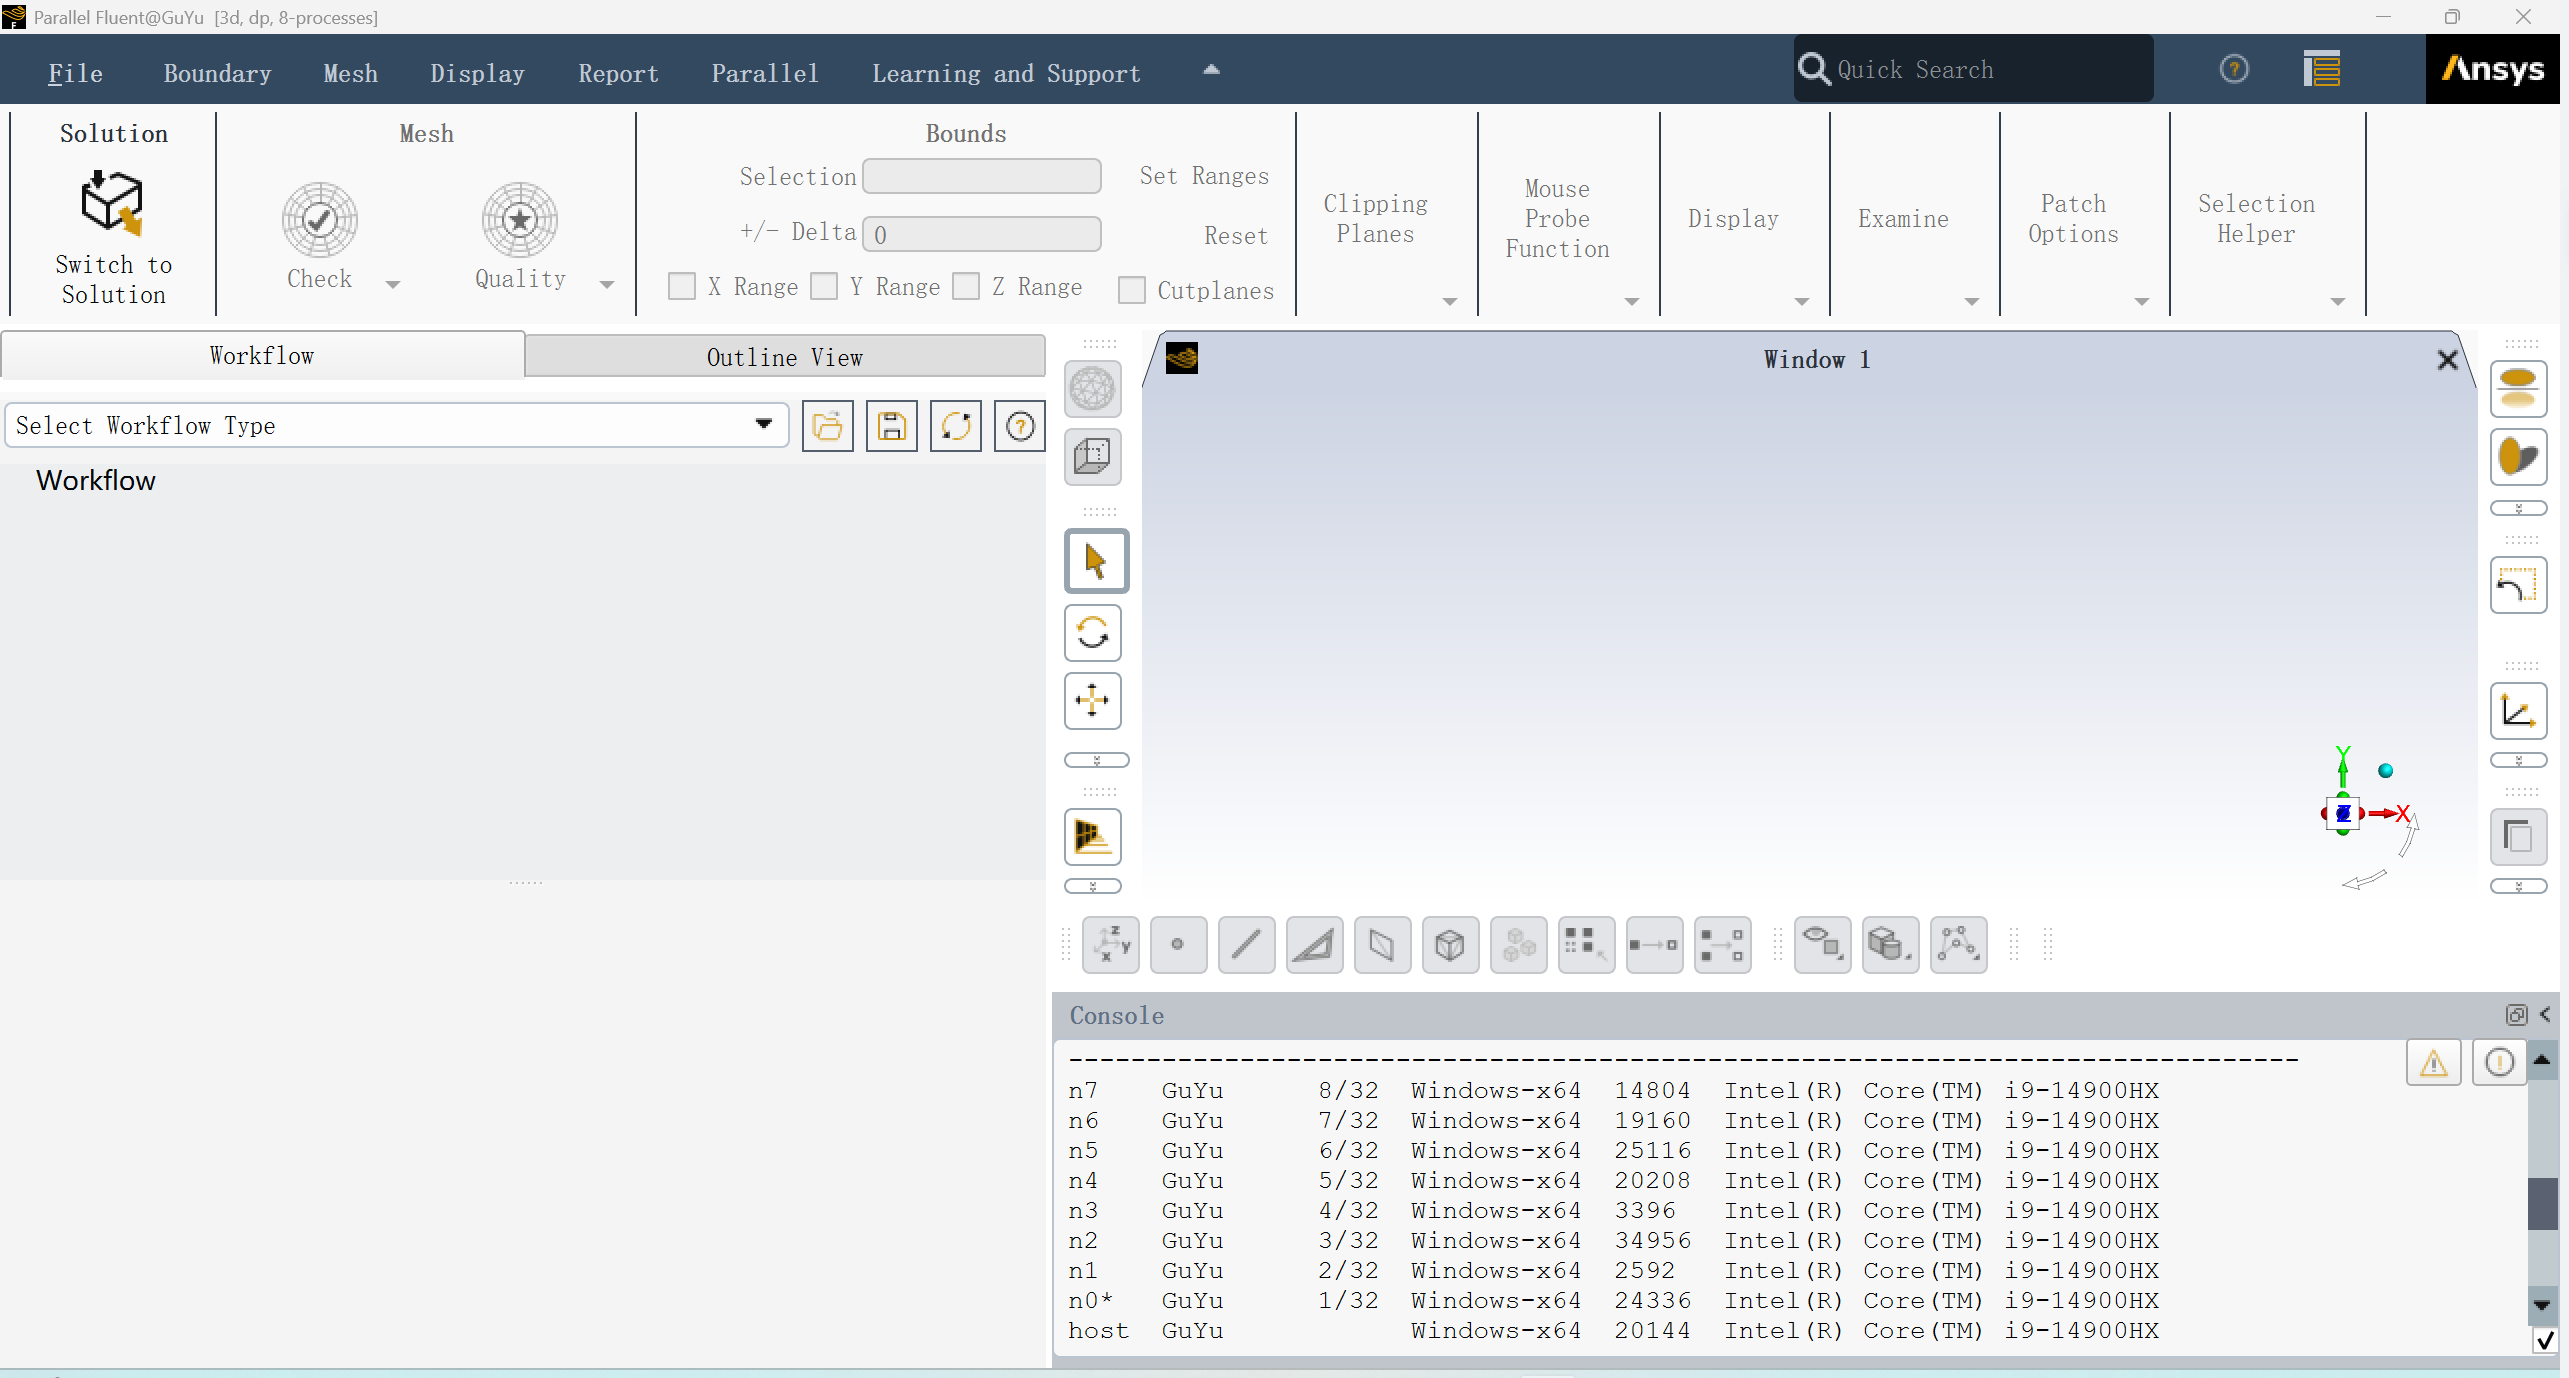 Parallel Fluent@GuYu [3d, dp, 8-processes]
File Boundary Mesh Display Report Parallel Learning and Support Quick Search Ansys
Solution
Switch to
Solution
Mesh
Check
Quality
Bounds
Selection
Set Ranges
+/- Delta 0
Reset
X Range Y Range Z Range Cutplanes
Clipping
Planes
Mouse
Probe
Function
Display
Examine
Patch
Options
Selection
Helper
Workflow
Outline View
Select Workflow Type
Workflow
Window 1
Y
Z
X
z
y
x
Console
--------------------------------------------------------------------------------
n7 GuYu 8/32 Windows-x64 14804 Intel(R) Core(TM) i9-14900HX
n6 GuYu 7/32 Windows-x64 19160 Intel(R) Core(TM) i9-14900HX
n5 GuYu 6/32 Windows-x64 25116 Intel(R) Core(TM) i9-14900HX
n4 GuYu 5/32 Windows-x64 20208 Intel(R) Core(TM) i9-14900HX
n3 GuYu 4/32 Windows-x64 3396 Intel(R) Core(TM) i9-14900HX
n2 GuYu 3/32 Windows-x64 34956 Intel(R) Core(TM) i9-14900HX
n1 GuYu 2/32 Windows-x64 2592 Intel(R) Core(TM) i9-14900HX
n0* GuYu 1/32 Windows-x64 24336 Intel(R) Core(TM) i9-14900HX
host GuYu Windows-x64 20144 Intel(R) Core(TM) i9-14900HX